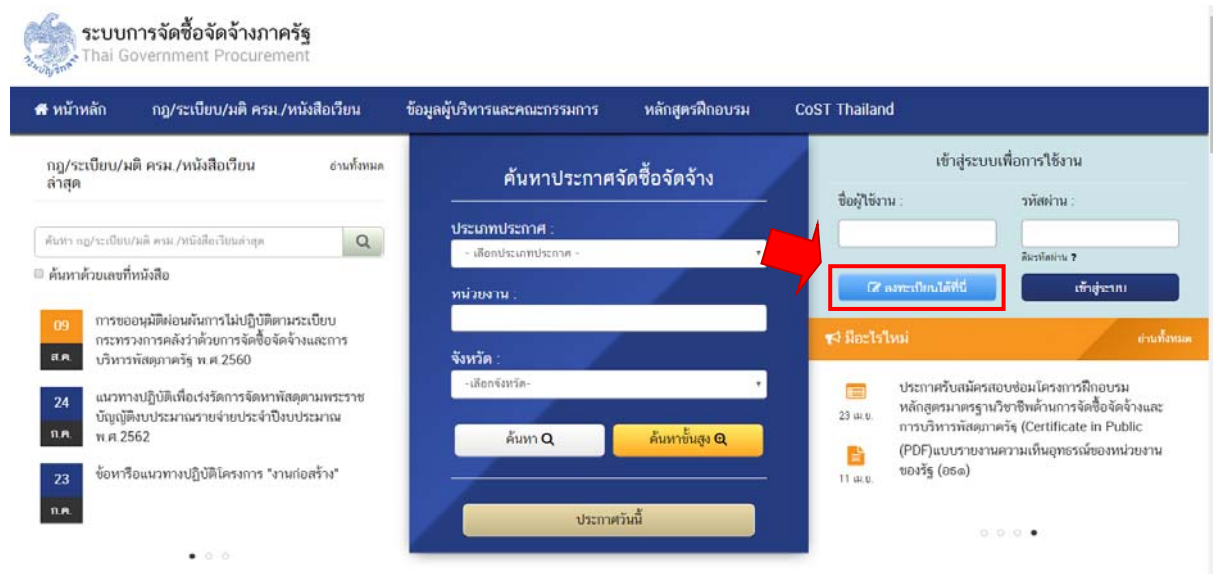 ระบบการจัดซื้อจัดจ้างภาครัฐ
Thai Government Procurement
กรมบัญชีกลาง
หน้าหลัก กฎ/ระเบียบ/มติ ครม./หนังสือเวียน ข้อมูลผู้บริหารและคณะกรรมการ หลักสูตรฝึกอบรม CoST Thailand
กฎ/ระเบียบ/มติ ครม./หนังสือเวียน อ่านทั้งหมด
ล่าสุด
ค้นหา กฎ/ระเบียบ/มติ ครม./หนังสือเวียนล่าสุด
ค้นหาด้วยเลขที่หนังสือ
09 ส.ค.
การขออนุมัติผ่อนผันการไม่ปฏิบัติตามระเบียบ
กระทรวงการคลังว่าด้วยการจัดซื้อจัดจ้างและการ
บริหารพัสดุภาครัฐ พ.ศ.2560
24 ก.ค.
แนวทางปฏิบัติเพื่อเร่งรัดการจัดหาพัสดุตามพระราช
บัญญัติงบประมาณรายจ่ายประจำปีงบประมาณ
พ.ศ.2562
23 ก.ค.
ข้อหารือแนวทางปฏิบัติโครงการ "งานก่อสร้าง"
ค้นหาประกาศจัดซื้อจัดจ้าง
ประเภทประกาศ :
- เลือกประเภทประกาศ -
หน่วยงาน :
จังหวัด :
-เลือกจังหวัด-
ค้นหา ค้นหาขั้นสูง
ประกาศวันนี้
เข้าสู่ระบบเพื่อการใช้งาน
ชื่อผู้ใช้งาน : รหัสผ่าน :
ลืมรหัสผ่าน ?
ลงทะเบียนได้ที่นี่ เข้าสู่ระบบ
มีอะไรใหม่ อ่านทั้งหมด
23 เม.ย.
ประกาศรับสมัครสอบซ่อมโครงการฝึกอบรม
หลักสูตรมาตรฐานวิชาชีพด้านการจัดซื้อจัดจ้างและ
การบริหารพัสดุภาครัฐ (Certificate in Public
11 เม.ย.
(PDF)แบบรายงานความเห็นอุทธรณ์ของหน่วยงาน
ของรัฐ (อธ๑)